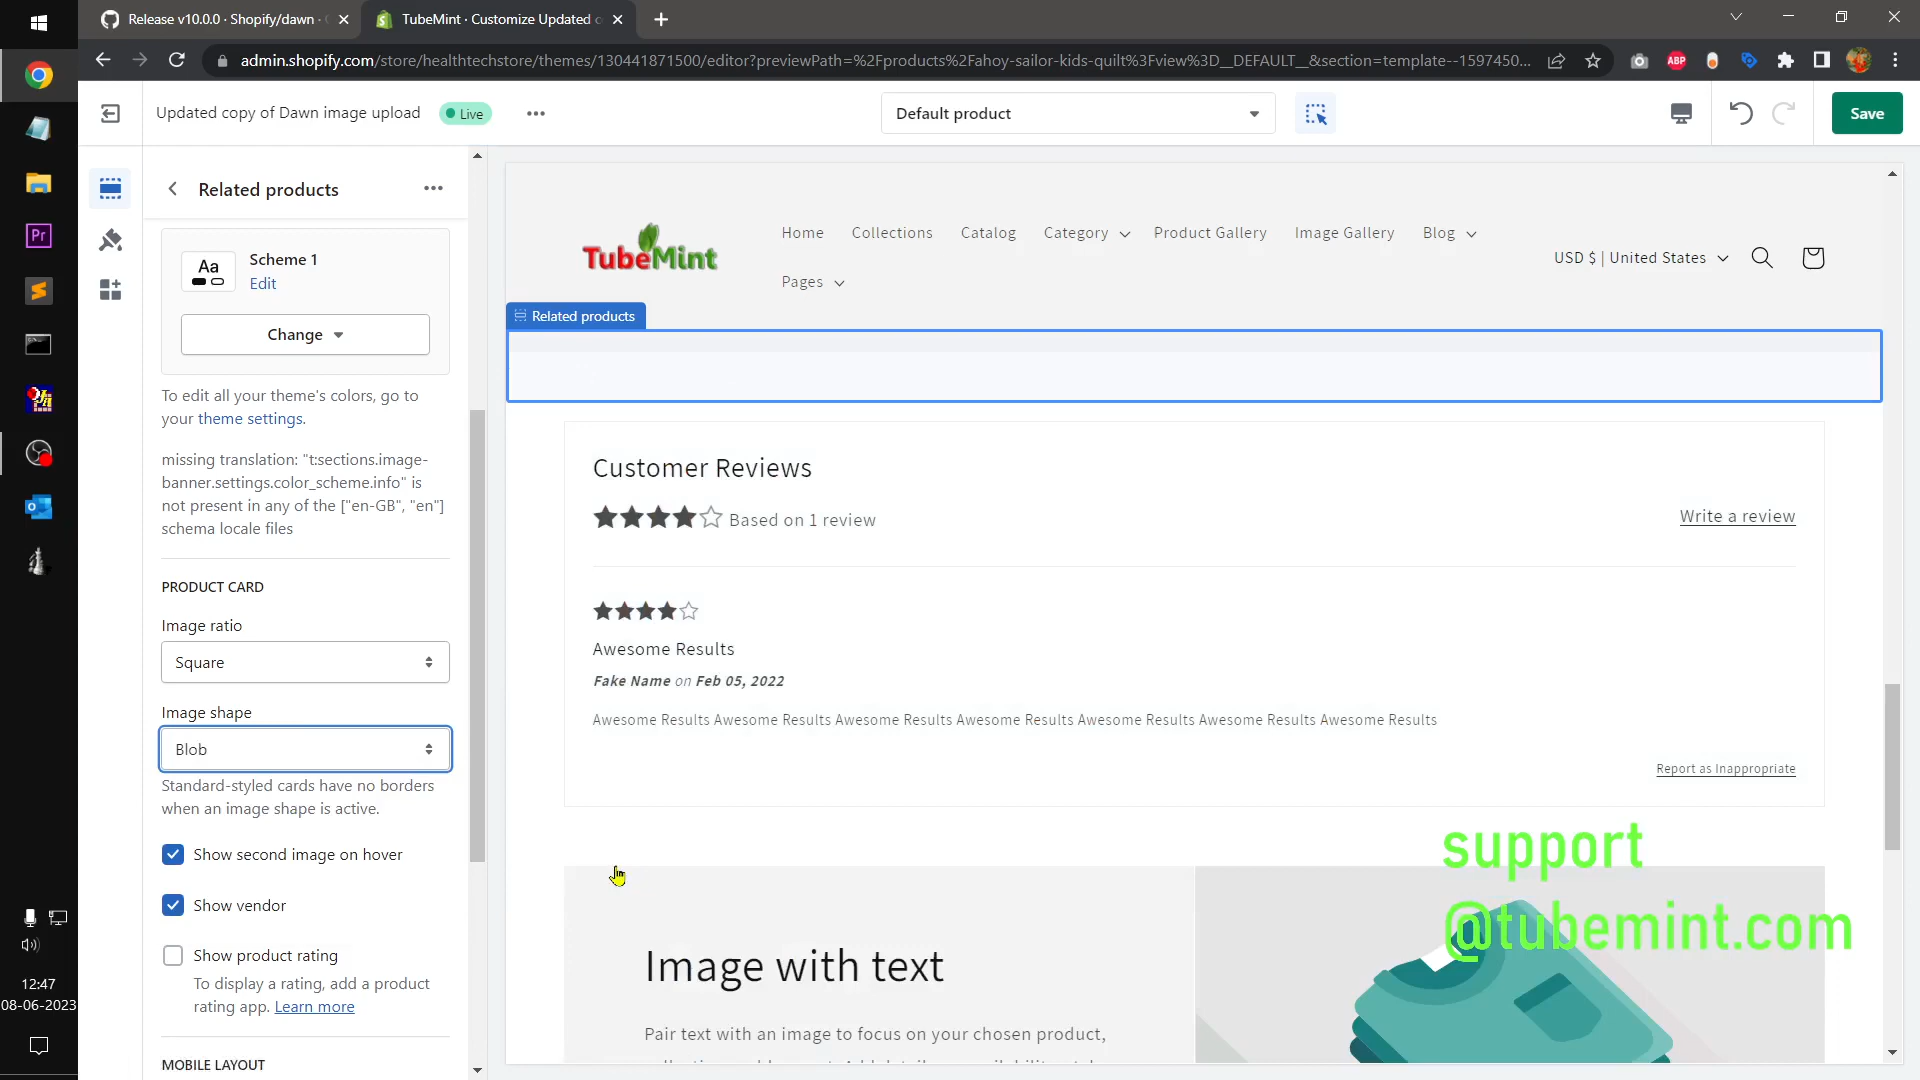 Release v10.0.0 · Shopify/dawn ·
TubeMint · Customize Updated
admin.shopify.com/store/healthtechstore/themes/130441871500/editor?previewPath=%2Fproducts%2Fahoy-sailor-kids-quilt%3Fview%3D__DEFAULT__&section=template--1597450...
ABP
Updated copy of Dawn image upload
Live
Default product
Save
Related products
Aa
Scheme 1
Edit
Change
To edit all your theme's colors, go to
your theme settings.
missing translation: "t:sections.image-
banner.settings.color_scheme.info" is
not present in any of the ["en-GB", "en"]
schema locale files
PRODUCT CARD
Image ratio
Square
Image shape
Blob
Standard-styled cards have no borders
when an image shape is active.
Show second image on hover
Show vendor
Show product rating
To display a rating, add a product
rating app. Learn more
MOBILE LAYOUT
TubeMint
Home
Collections
Catalog
Category
Product Gallery
Image Gallery
Blog
Pages
USD $ | United States
Related products
Customer Reviews
Based on 1 review
Write a review
Awesome Results
Fake Name on Feb 05, 2022
Awesome Results Awesome Results Awesome Results Awesome Results Awesome Results Awesome Results Awesome Results
Report as Inappropriate
support
@tubemint.com
Image with text
Pair text with an image to focus on your chosen product,
Pr
12:47
08-06-2023